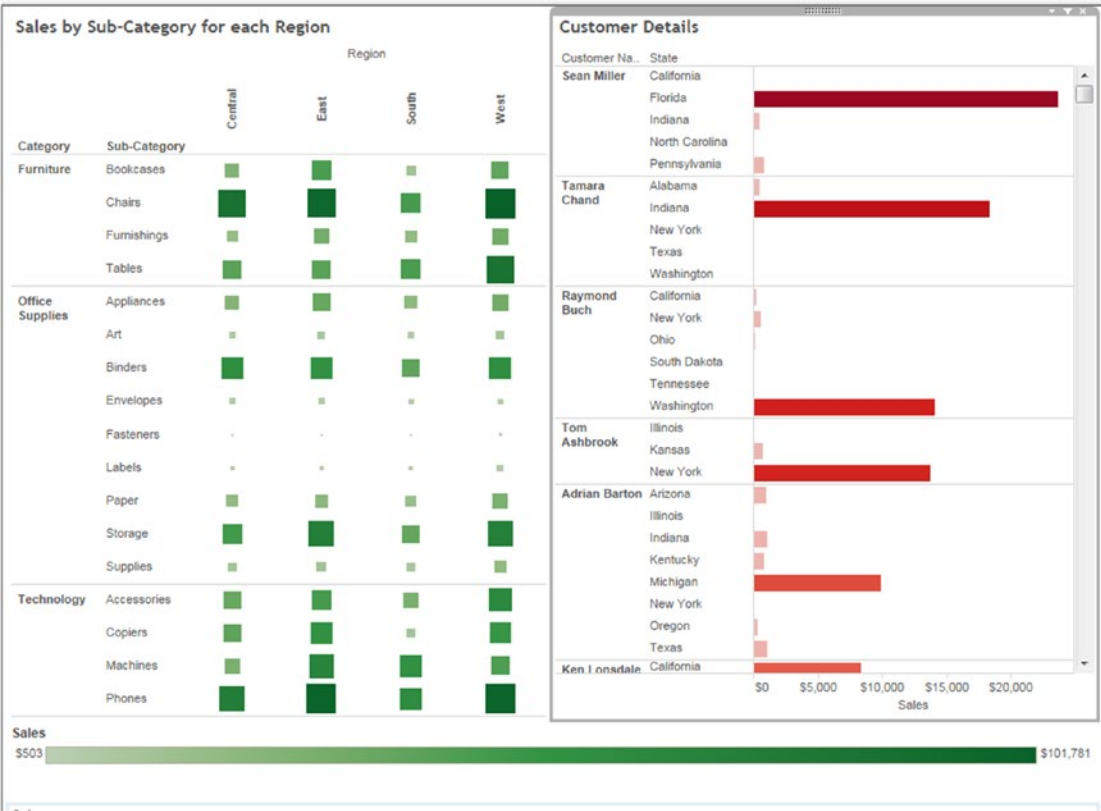 Sales by Sub-Category for each Region
Region
Central
East
South
West
Category Sub-Category
Furniture Bookcases
Chairs
Furnishings
Tables
Office Supplies Appliances
Art
Binders
Envelopes
Fasteners
Labels
Paper
Storage
Supplies
Technology Accessories
Copiers
Machines
Phones
Sales
$503 $101,781
Customer Details
Customer Na.. State
Sean Miller California
Florida
Indiana
North Carolina
Pennsylvania
Tamara Alabama
Chand Indiana
New York
Texas
Washington
Raymond California
Buch New York
Ohio
South Dakota
Tennessee
Washington
Tom Illinois
Ashbrook Kansas
New York
Adrian Barton Arizona
Illinois
Indiana
Kentucky
Michigan
New York
Oregon
Texas
Ken Lonsdale California
$0 $5,000 $10,000 $15,000 $20,000
Sales